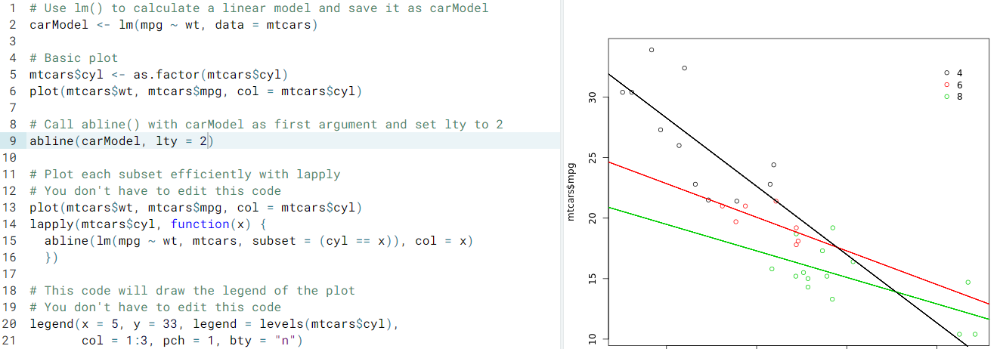 1 # Use lm() to calculate a linear model and save it as carModel
2 carModel <- lm(mpg ~ wt, data = mtcars)
3
4 # Basic plot
5 mtcars$cyl <- as.factor(mtcars$cyl)
6 plot(mtcars$wt, mtcars$mpg, col = mtcars$cyl)
7
8 # Call abline() with carModel as first argument and set lty to 2
9 abline(carModel, lty = 2)
10
11 # Plot each subset efficiently with lapply
12 # You don't have to edit this code
13 plot(mtcars$wt, mtcars$mpg, col = mtcars$cyl)
14 lapply(mtcars$cyl, function(x) {
15   abline(lm(mpg ~ wt, mtcars, subset = (cyl == x)), col = x)
16   })
17
18 # This code will draw the legend of the plot
19 # You don't have to edit this code
20 legend(x = 5, y = 33, legend = levels(mtcars$cyl),
21        col = 1:3, pch = 1, bty = "n")
4
6
8
mtcars$mpg
30
25
20
15
10